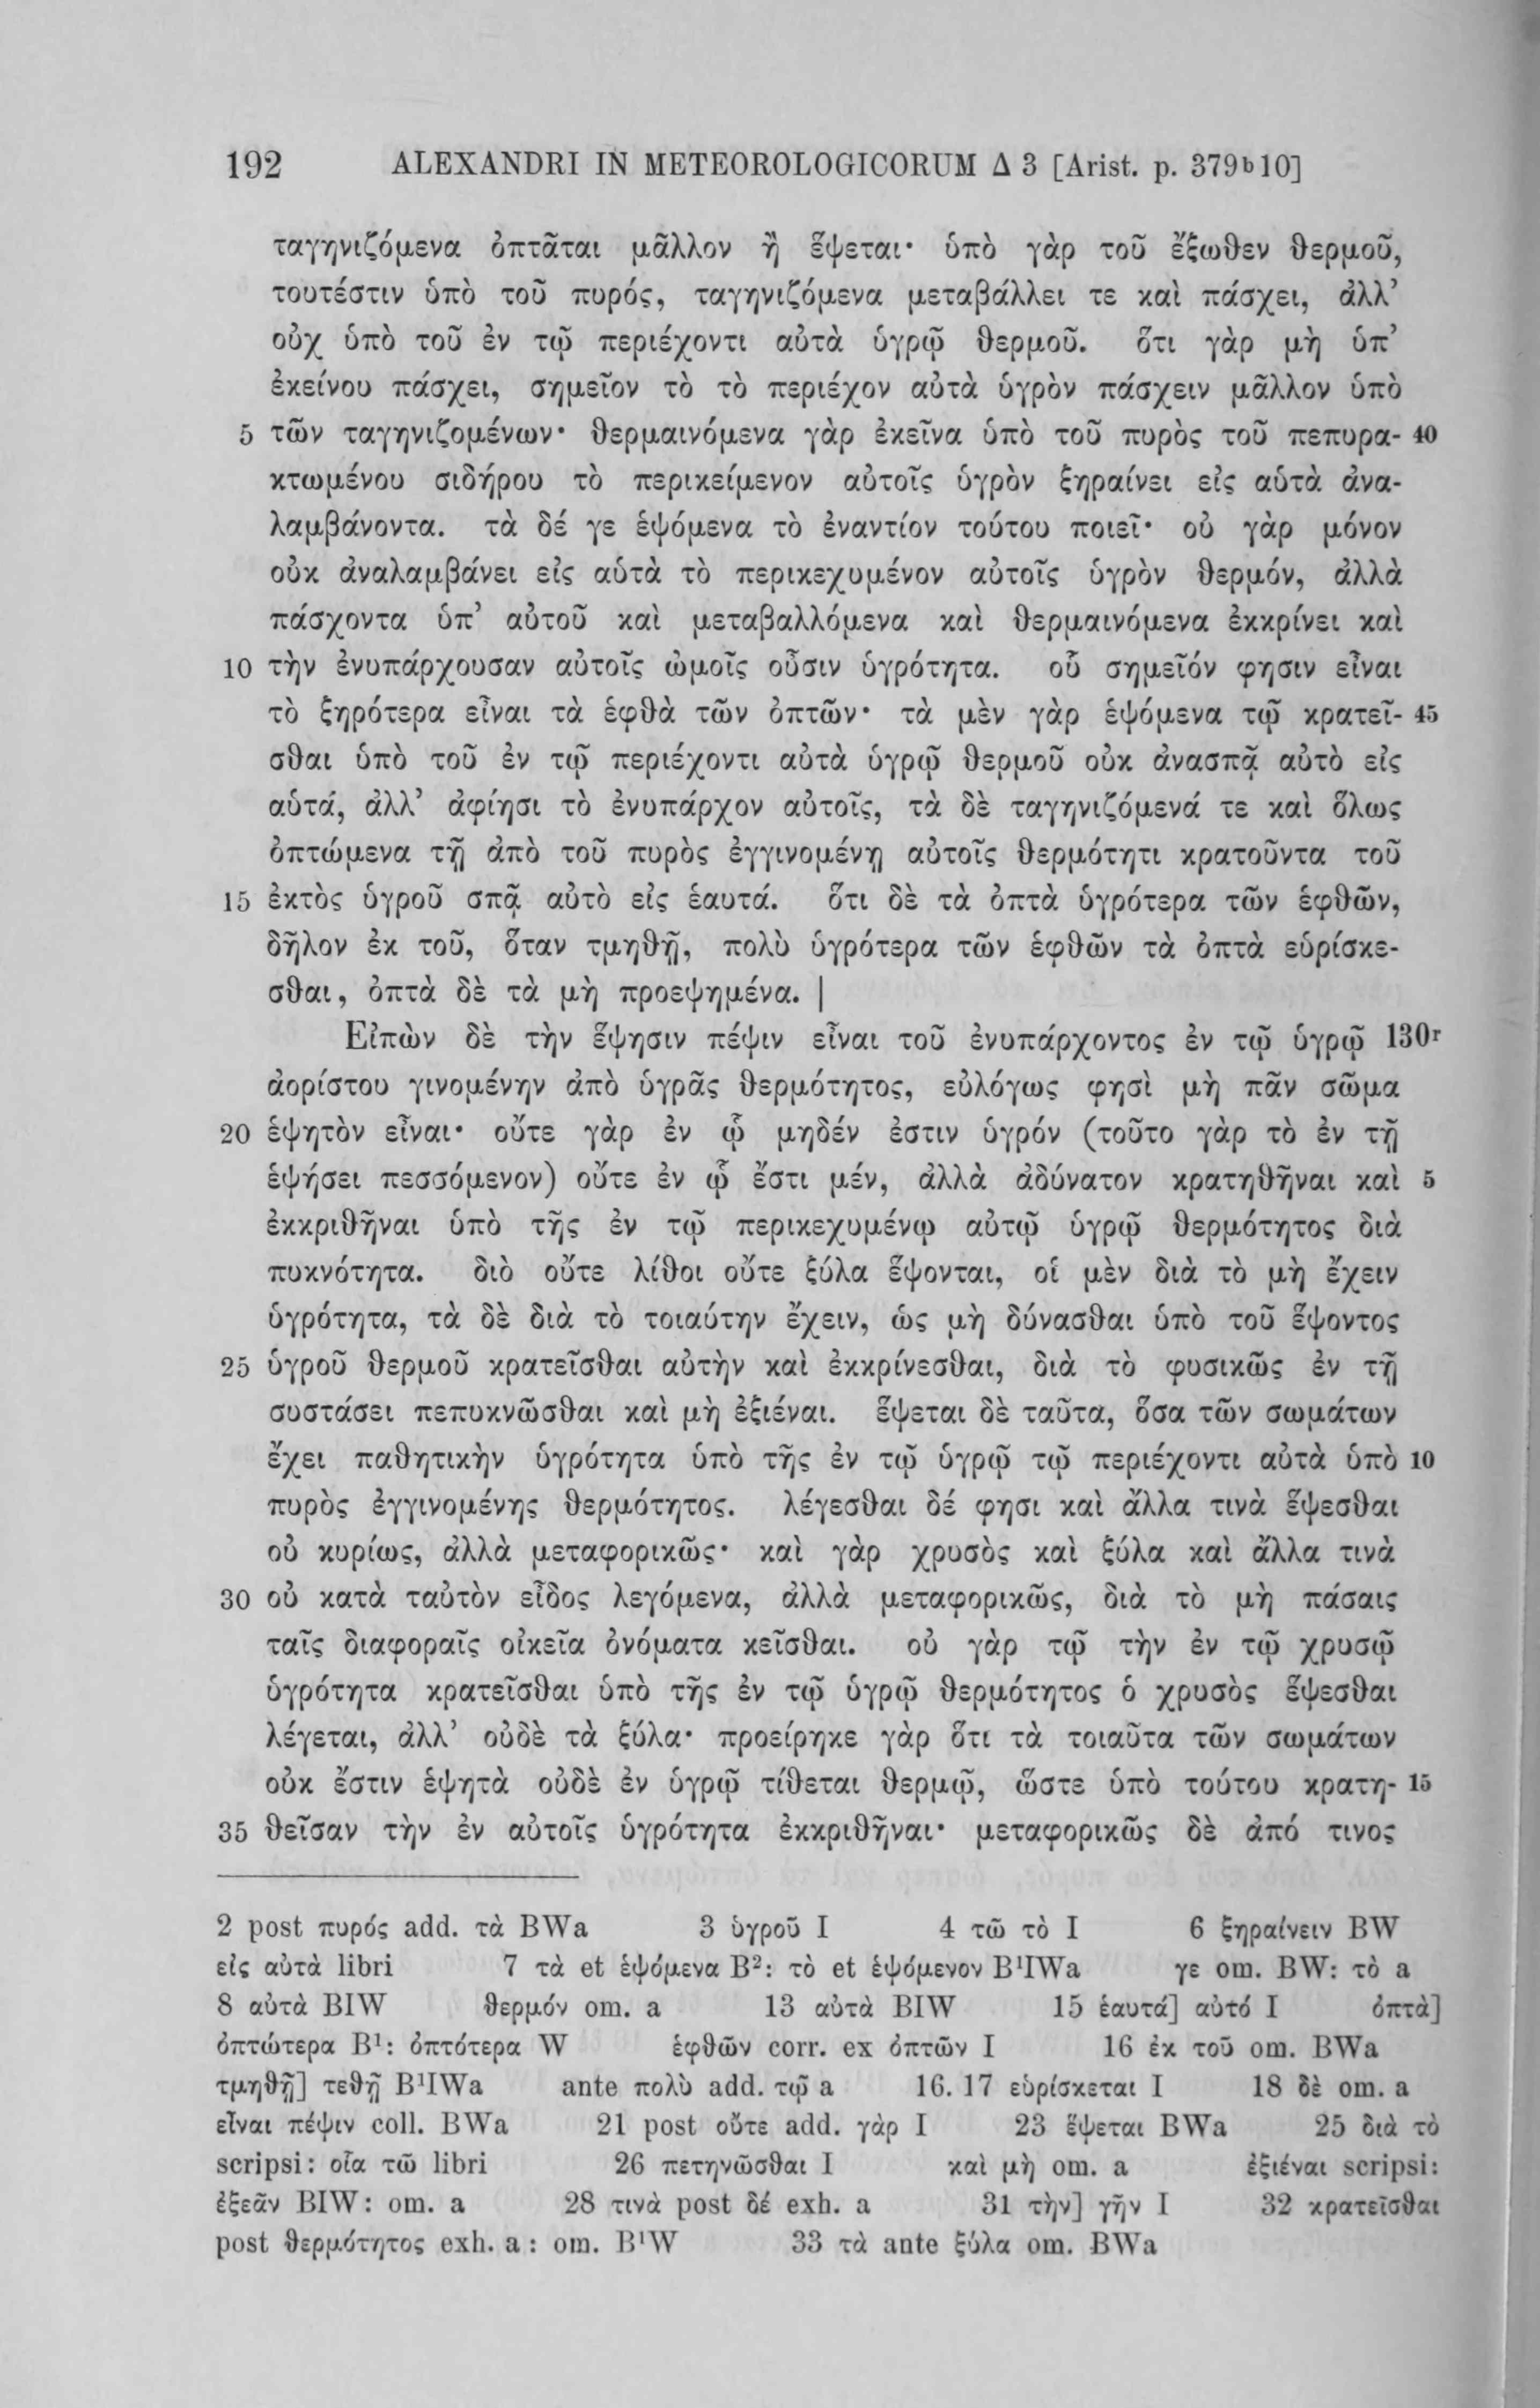 192 ALEXANDRI IN METEOROLOGICORUM Δ 3 [Arist. p. 379ᵇ10]
ταγηνιζόμενα ὀπτᾶται μᾶλλον ἢ ἕψεται· ὑπὸ γὰρ τοῦ ἔξωθεν θερμοῦ,
τουτέστιν ὑπὸ τοῦ πυρός, ταγηνιζόμενα μεταβάλλει τε καὶ πάσχει, ἀλλ’
οὐχ ὑπὸ τοῦ ἐν τῷ περιέχοντι αὐτὰ ὑγρῷ θερμοῦ. ὅτι γὰρ μὴ ὑπ’
ἐκείνου πάσχει, σημεῖον τὸ τὸ περιέχον αὐτὰ ὑγρὸν πάσχειν μᾶλλον ὑπὸ
5 τῶν ταγηνιζομένων· θερμαινόμενα γὰρ ἐκεῖνα ὑπὸ τοῦ πυρὸς τοῦ πεπυρα- 40
κτωμένου σιδήρου τὸ περικείμενον αὐτοῖς ὑγρὸν ξηραίνει εἰς αὑτὰ ἀνα-
λαμβάνοντα. τὰ δέ γε ἑψόμενα τὸ ἐναντίον τούτου ποιεῖ· οὐ γὰρ μόνον
οὐκ ἀναλαμβάνει εἰς αὑτὰ τὸ περικεχυμένον αὐτοῖς ὑγρὸν θερμόν, ἀλλὰ
πάσχοντα ὑπ’ αὐτοῦ καὶ μεταβαλλόμενα καὶ θερμαινόμενα ἐκκρίνει καὶ
10 τὴν ἐνυπάρχουσαν αὐτοῖς ὠμοῖς οὖσιν ὑγρότητα. οὗ σημεῖόν φησιν εἶναι
τὸ ξηρότερα εἶναι τὰ ἑφθὰ τῶν ὀπτῶν· τὰ μὲν γὰρ ἑψόμενα τῷ κρατεῖ- 45
σθαι ὑπὸ τοῦ ἐν τῷ περιέχοντι αὐτὰ ὑγρῷ θερμοῦ οὐκ ἀνασπᾷ αὐτὸ εἰς
αὑτά, ἀλλ’ ἀφίησι τὸ ἐνυπάρχον αὐτοῖς, τὰ δὲ ταγηνιζόμενά τε καὶ ὅλως
ὀπτώμενα τῇ ἀπὸ τοῦ πυρὸς ἐγγινομένῃ αὐτοῖς θερμότητι κρατοῦντα τοῦ
15 ἐκτὸς ὑγροῦ σπᾷ αὐτὸ εἰς ἑαυτά. ὅτι δὲ τὰ ὀπτὰ ὑγρότερα τῶν ἑφθῶν,
δῆλον ἐκ τοῦ, ὅταν τμηθῇ, πολὺ ὑγρότερα τῶν ἑφθῶν τὰ ὀπτὰ εὑρίσκε-
σθαι, ὀπτὰ δὲ τὰ μὴ προεψημένα. |
Εἰπὼν δὲ τὴν ἕψησιν πέψιν εἶναι τοῦ ἐνυπάρχοντος ἐν τῷ ὑγρῷ 130ʳ
ἀορίστου γινομένην ἀπὸ ὑγρᾶς θερμότητος, εὐλόγως φησὶ μὴ πᾶν σῶμα
20 ἑψητὸν εἶναι· οὔτε γὰρ ἐν ᾧ μηδέν ἐστιν ὑγρόν (τοῦτο γὰρ τὸ ἐν τῇ
ἑψήσει πεσσόμενον) οὔτε ἐν ᾧ ἔστι μέν, ἀλλὰ ἀδύνατον κρατηθῆναι καὶ 5
ἐκκριθῆναι ὑπὸ τῆς ἐν τῷ περικεχυμένῳ αὐτῷ ὑγρῷ θερμότητος διὰ
πυκνότητα. διὸ οὔτε λίθοι οὔτε ξύλα ἕψονται, οἱ μὲν διὰ τὸ μὴ ἔχειν
ὑγρότητα, τὰ δὲ διὰ τὸ τοιαύτην ἔχειν, ὡς μὴ δύνασθαι ὑπὸ τοῦ ἕψοντος
25 ὑγροῦ θερμοῦ κρατεῖσθαι αὐτὴν καὶ ἐκκρίνεσθαι, διὰ τὸ φυσικῶς ἐν τῇ
συστάσει πεπυκνῶσθαι καὶ μὴ ἐξιέναι. ἕψεται δὲ ταῦτα, ὅσα τῶν σωμάτων
ἔχει παθητικὴν ὑγρότητα ὑπὸ τῆς ἐν τῷ ὑγρῷ τῷ περιέχοντι αὐτὰ ὑπὸ 10
πυρὸς ἐγγινομένης θερμότητος. λέγεσθαι δέ φησι καὶ ἄλλα τινὰ ἕψεσθαι
οὐ κυρίως, ἀλλὰ μεταφορικῶς· καὶ γὰρ χρυσὸς καὶ ξύλα καὶ ἄλλα τινὰ
30 οὐ κατὰ ταὐτὸν εἶδος λεγόμενα, ἀλλὰ μεταφορικῶς, διὰ τὸ μὴ πάσαις
ταῖς διαφοραῖς οἰκεῖα ὀνόματα κεῖσθαι. οὐ γὰρ τῷ τὴν ἐν τῷ χρυσῷ
ὑγρότητα κρατεῖσθαι ὑπὸ τῆς ἐν τῷ ὑγρῷ θερμότητος ὁ χρυσὸς ἕψεσθαι
λέγεται, ἀλλ’ οὐδὲ τὰ ξύλα· προείρηκε γὰρ ὅτι τὰ τοιαῦτα τῶν σωμάτων
οὐκ ἔστιν ἑψητὰ οὐδὲ ἐν ὑγρῷ τίθεται θερμῷ, ὥστε ὑπὸ τούτου κρατη- 15
35 θεῖσαν τὴν ἐν αὐτοῖς ὑγρότητα ἐκκριθῆναι· μεταφορικῶς δὲ ἀπό τινος
2 post πυρός add. τὰ BWa 3 ὑγροῦ I 4 τῶ τὸ I 6 ξηραίνειν BW
εἰς αὐτὰ libri 7 τὰ et ἑψόμενα B²: τὸ et ἑψόμενον B¹IWa γε om. BW: τὸ a
8 αὐτὰ BIW θερμόν om. a 13 αὐτὰ BIW 15 ἑαυτά] αὐτό I ὀπτὰ]
ὀπτώτερα B¹: ὀπτότερα W ἑφθῶν corr. ex ὀπτῶν I 16 ἐκ τοῦ om. BWa
τμηθῇ] τεθῇ B¹IWa ante πολὺ add. τῷ a 16. 17 εὑρίσκεται I 18 δὲ om. a
εἶναι πέψιν coll. BWa 21 post οὔτε add. γὰρ I 23 ἕψεται BWa 25 διὰ τὸ
scripsi: οἷα τῶ libri 26 πετηνῶσθαι I καὶ μὴ om. a ἐξιέναι scripsi:
ἐξεᾶν BIW: om. a 28 τινὰ post δέ exh. a 31 τὴν] γῆν I 32 κρατεῖσθαι
post θερμότητος exh. a: om. B¹W 33 τὰ ante ξύλα om. BWa